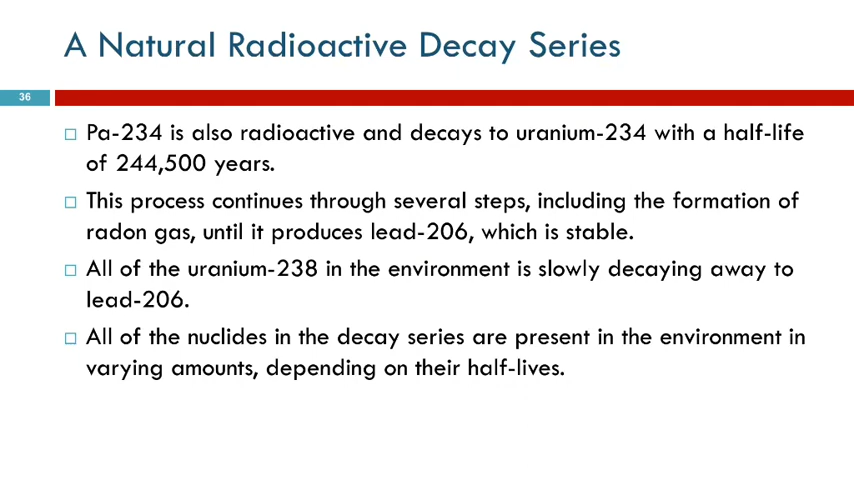 A Natural Radioactive Decay Series
36
Pa-234 is also radioactive and decays to uranium-234 with a half-life
of 244,500 years.
This process continues through several steps, including the formation of
radon gas, until it produces lead-206, which is stable.
All of the uranium-238 in the environment is slowly decaying away to
lead-206.
All of the nuclides in the decay series are present in the environment in
varying amounts, depending on their half-lives.